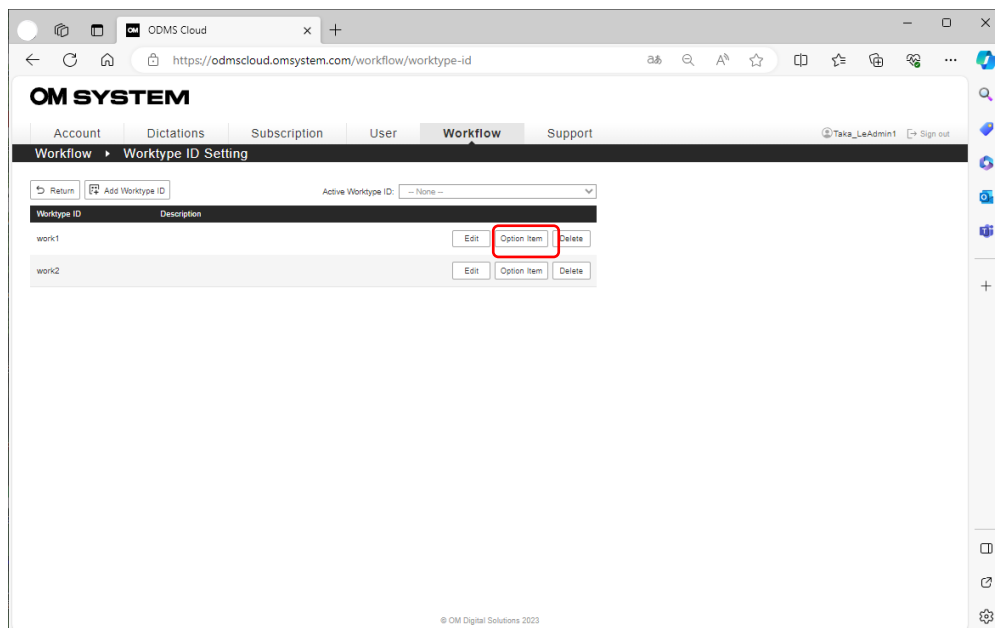 OM ODMS Cloud
https://odmscloud.omsystem.com/workflow/worktype-id
OM SYSTEM
Account Dictations Subscription User Workflow Support Taka_LeAdmin1 Sign out
Workflow ▸ Worktype ID Setting
Return Add Worktype ID Active Worktype ID: -- None --
Worktype ID Description
work1 Edit Option Item Delete
work2 Edit Option Item Delete
© OM Digital Solutions 2023